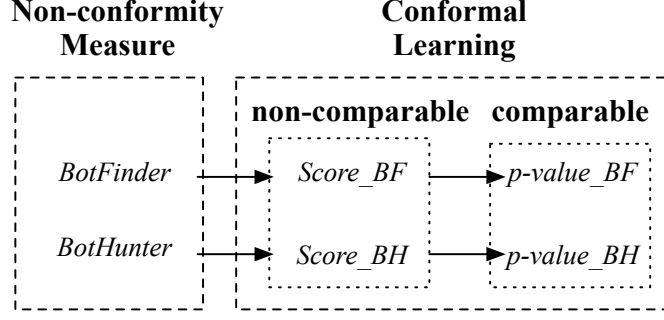 Non-conformity
Measure
Conformal
Learning
non-comparable
comparable
BotFinder
Score_BF
p-value_BF
BotHunter
Score_BH
p-value_BH